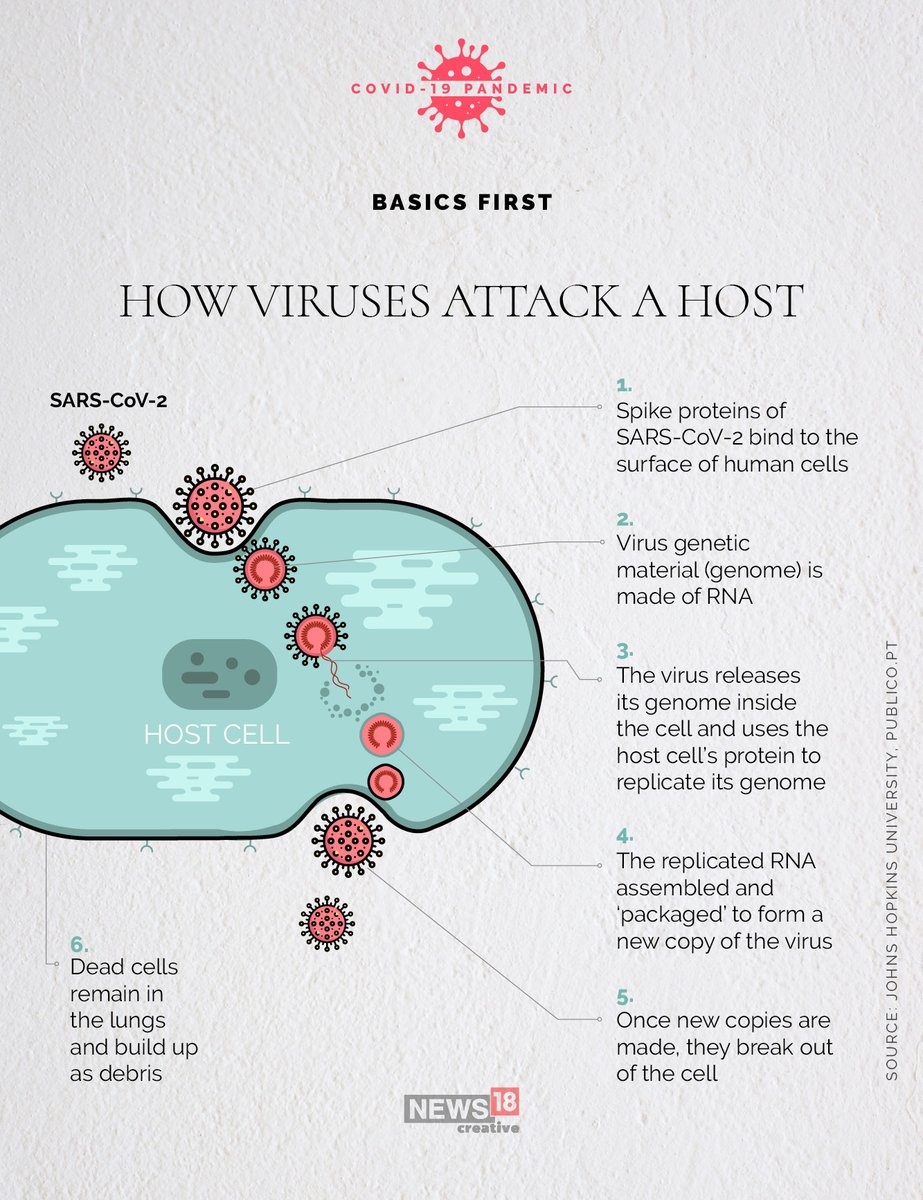 COVID-19 PANDEMIC
BASICS FIRST
HOW VIRUSES ATTACK A HOST
SARS-CoV-2
1.
Spike proteins of
SARS-CoV-2 bind to the
surface of human cells
2.
Virus genetic
material (genome) is
made of RNA
3.
The virus releases
its genome inside
the cell and uses the
host cell's protein to
replicate its genome
HOST CELL
4.
The replicated RNA
assembled and
‘packaged’ to form a
new copy of the virus
5.
Once new copies are
made, they break out
of the cell
6.
Dead cells
remain in
the lungs
and build up
as debris
SOURCE: JOHNS HOPKINS UNIVERSITY, PUBLICO.PT
NEWS18
creative